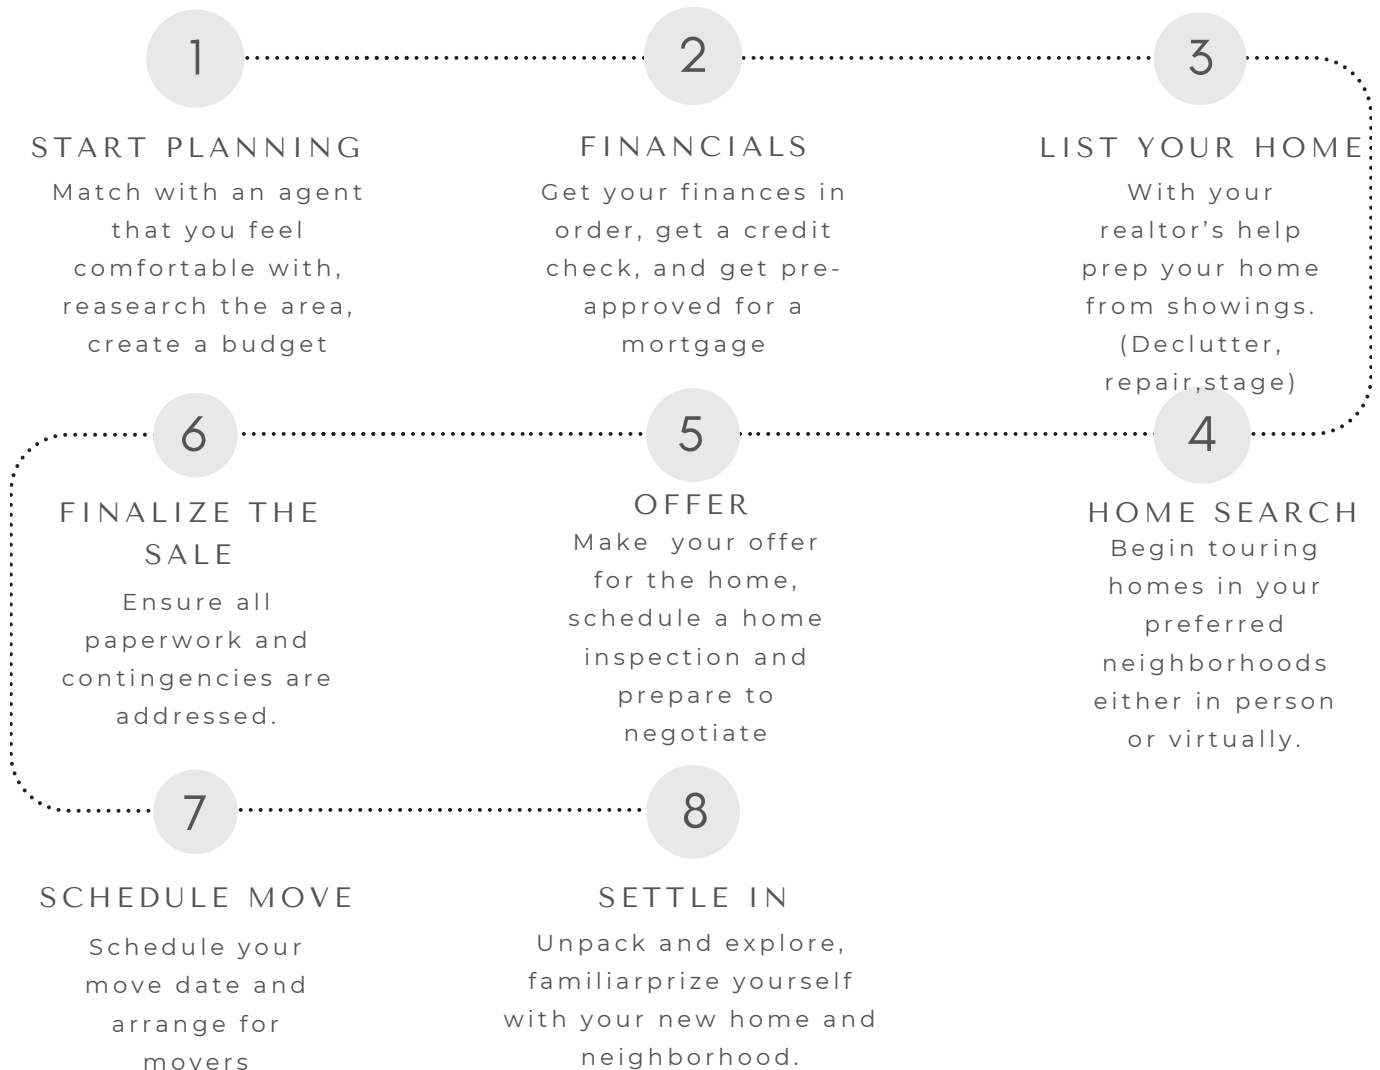 1
START PLANNING
Match with an agent
that you feel
comfortable with,
reasearch the area,
create a budget
2
FINANCIALS
Get your finances in
order, get a credit
check, and get pre-
approved for a
mortgage
3
LIST YOUR HOME
With your
realtor’s help
prep your home
from showings.
(Declutter,
repair,stage)
4
HOME SEARCH
Begin touring
homes in your
preferred
neighborhoods
either in person
or virtually.
5
OFFER
Make  your offer
for the home,
schedule a home
inspection and
prepare to
negotiate
6
FINALIZE THE
SALE
Ensure all
paperwork and
contingencies are
addressed.
7
SCHEDULE MOVE
Schedule your
move date and
arrange for
movers
8
SETTLE IN
Unpack and explore,
familiarprize yourself
with your new home and
neighborhood.